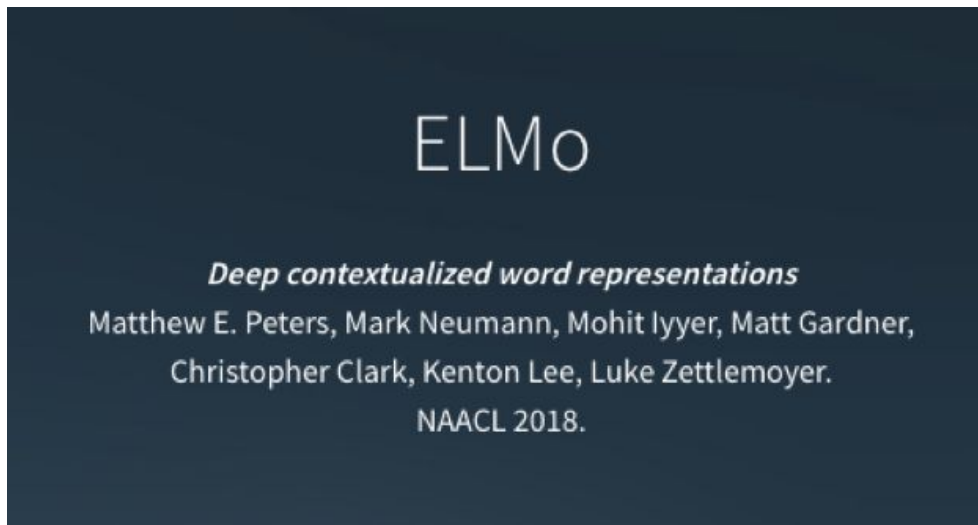 ELMo
Deep contextualized word representations
Matthew E. Peters, Mark Neumann, Mohit Iyyer, Matt Gardner,
Christopher Clark, Kenton Lee, Luke Zettlemoyer.
NAACL 2018.